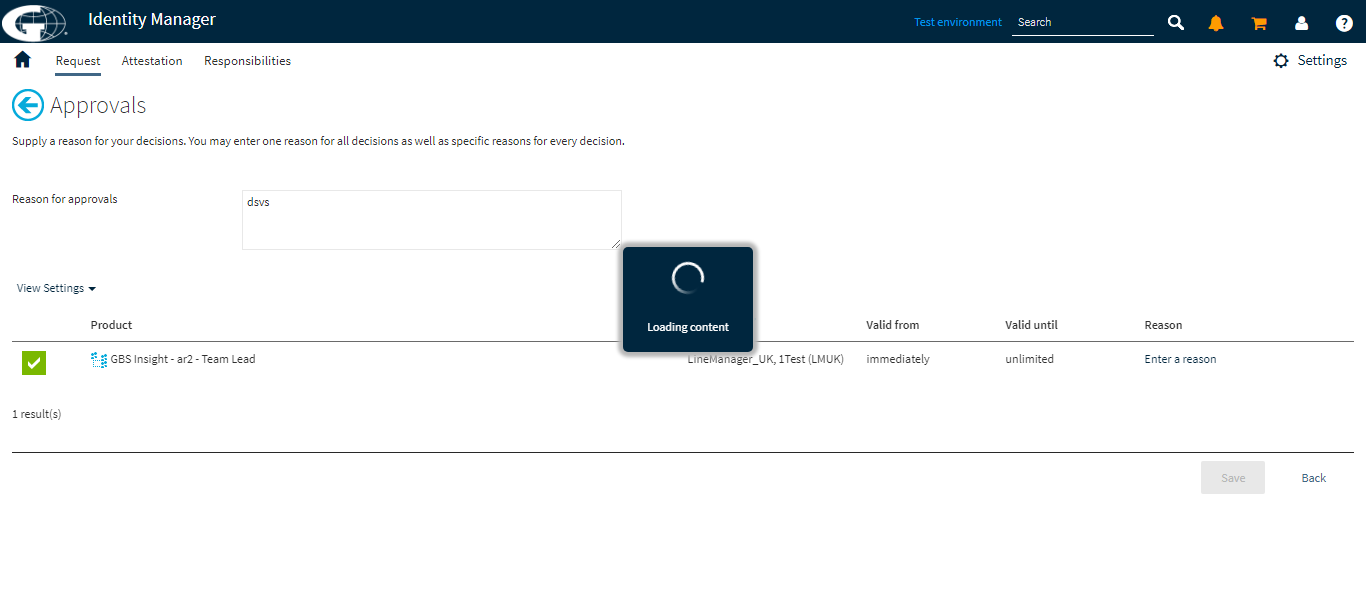 Identity Manager
Test environment
Search
Request
Attestation
Responsibilities
Settings
Approvals
Supply a reason for your decisions. You may enter one reason for all decisions as well as specific reasons for every decision.
Reason for approvals
dsvs
View Settings
Loading content
Product
Valid from
Valid until
Reason
GBS Insight - ar2 - Team Lead
LineManager_UK, 1Test (LMUK)
immediately
unlimited
Enter a reason
1 result(s)
Save
Back